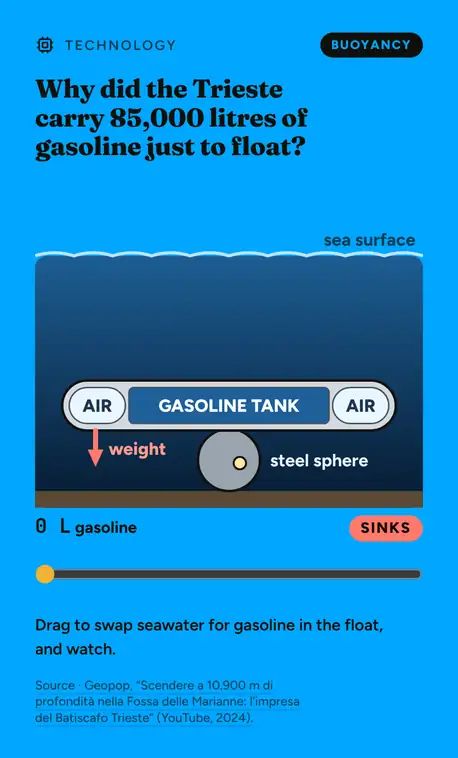 TECHNOLOGY
BUOYANCY
Why did the Trieste
carry 85,000 litres of
gasoline just to float?
sea surface
AIR
GASOLINE TANK
AIR
weight
steel sphere
0 L gasoline
SINKS
Drag to swap seawater for gasoline in the float,
and watch.
Source · Geopop, “Scendere a 10.900 m di
profondità nella Fossa delle Marianne: l’impresa
del Batiscafo Trieste” (YouTube, 2024).